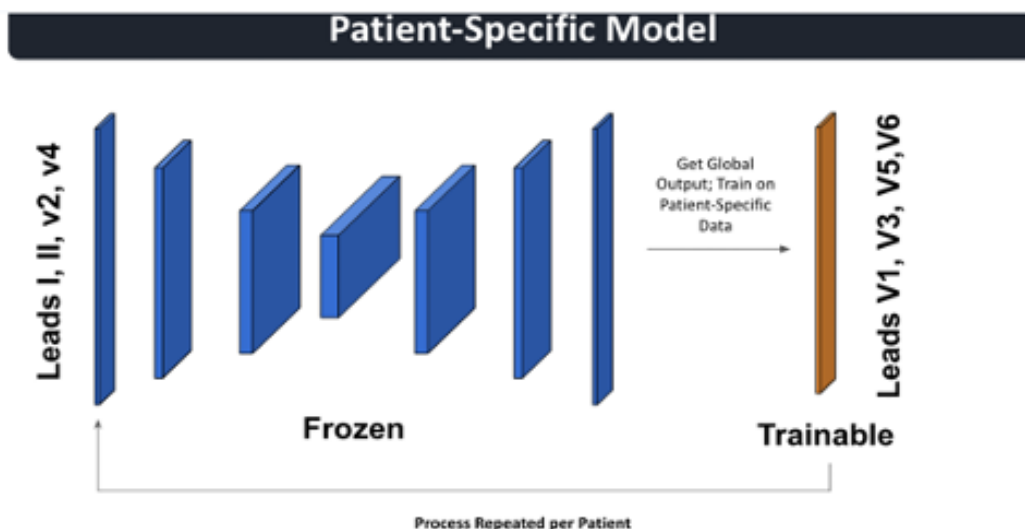 Patient-Specific Model
Leads I, II, v2, v4
Get Global
Output; Train on
Patient-Specific
Data
Leads V1, V3, V5,V6
Frozen
Trainable
Process Repeated per Patient